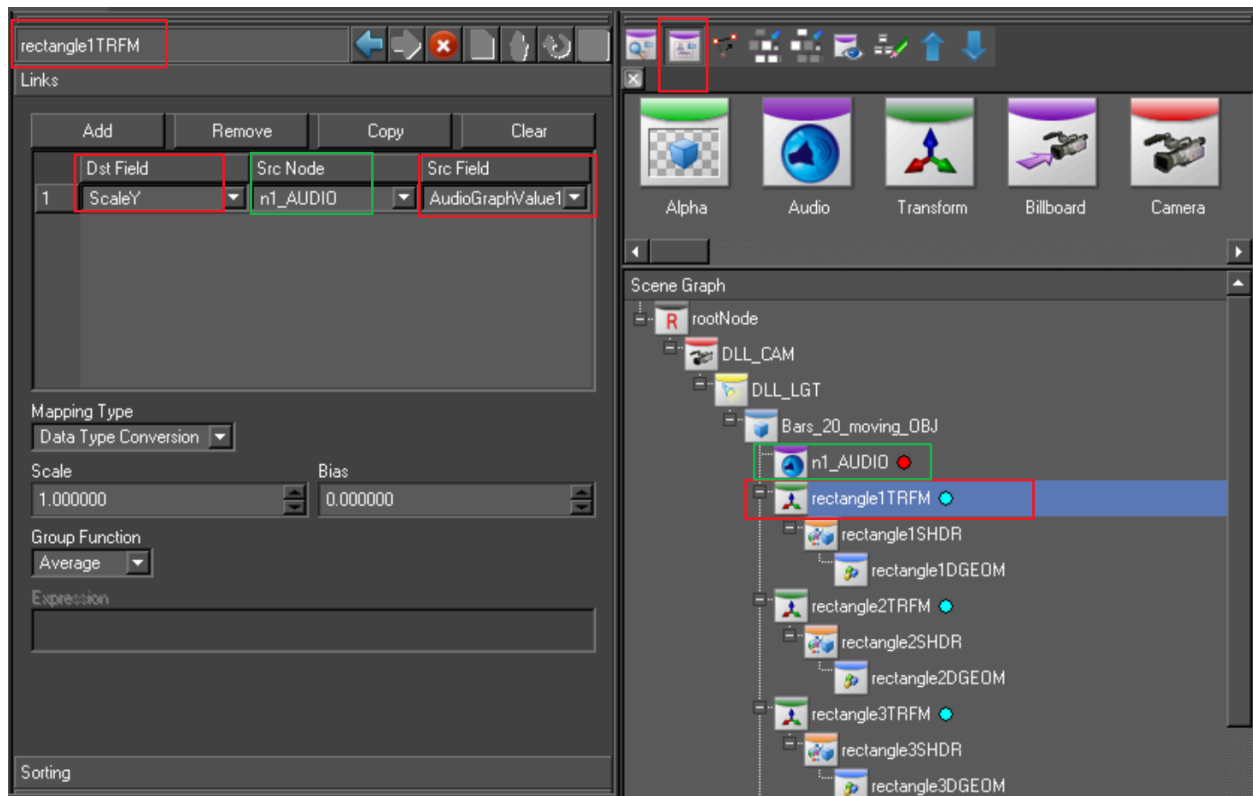 rectangle1TRFM
Links
Add Remove Copy Clear
Dst Field Src Node Src Field
1 ScaleY n1_AUDIO AudioGraphValue1
Mapping Type
Data Type Conversion
Scale Bias
1.000000 0.000000
Group Function
Average
Expression
Sorting
Alpha Audio Transform Billboard Camera
Scene Graph
R rootNode
DLL_CAM
DLL_LGT
Bars_20_moving_OBJ
n1_AUDIO
rectangle1TRFM
rectangle1SHDR
rectangle1DGEOM
rectangle2TRFM
rectangle2SHDR
rectangle2DGEOM
rectangle3TRFM
rectangle3SHDR
rectangle3DGEOM